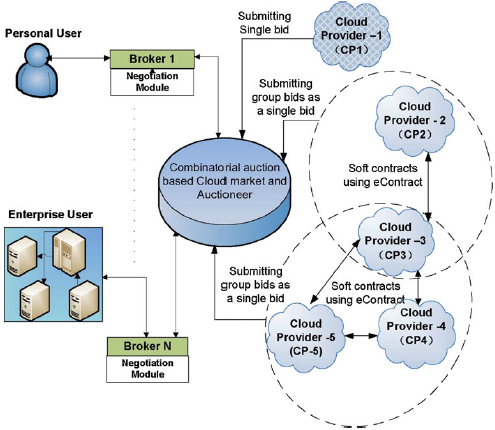 Personal User
Broker 1
Negotiation
Module
Submitting
Single bid
Cloud
Provider –1
(CP1)
Submitting
group bids as
a single bid
Cloud
Provider - 2
(CP2)
Combinatorial auction
based Cloud market and
Auctioneer
Soft contracts
using eContract
Enterprise User
Cloud
Provider –3
(CP3)
Submitting
group bids as
a single bid
Soft contracts
using eContract
Cloud
Provider -5
(CP-5)
Cloud
Provider -4
(CP4)
Broker N
Negotiation
Module